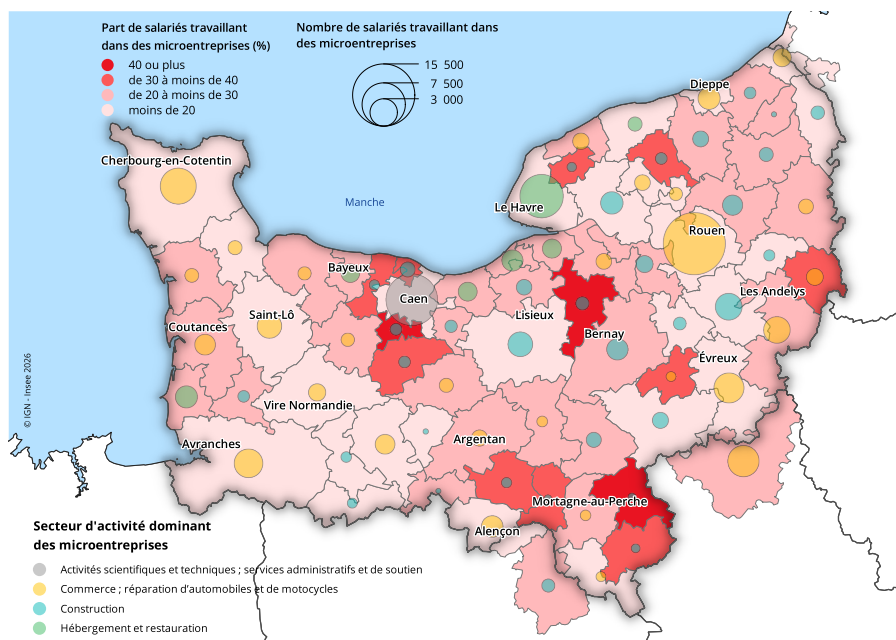 Part de salariés travaillant
dans des microentreprises (%)
40 ou plus
de 30 à moins de 40
de 20 à moins de 30
moins de 20
Nombre de salariés travaillant dans
des microentreprises
15 500
7 500
3 000
Dieppe
Cherbourg-en-Cotentin
Manche
Le Havre
Rouen
Bayeux
Caen
Les Andelys
Saint-Lô
Lisieux
Coutances
Bernay
Évreux
Vire Normandie
Avranches
Argentan
Mortagne-au-Perche
Alençon
© IGN - Insee 2026
Secteur d'activité dominant
des microentreprises
Activités scientifiques et techniques ; services administratifs et de soutien
Commerce ; réparation d’automobiles et de motocycles
Construction
Hébergement et restauration